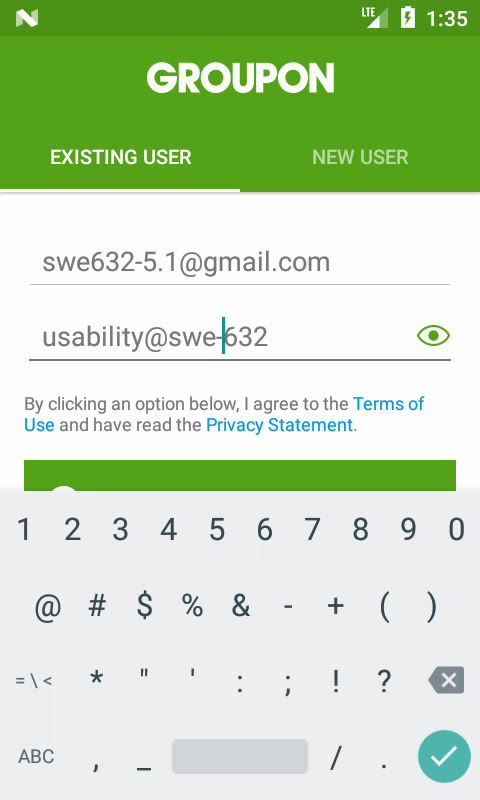 LTE 1:35
GROUPON
EXISTING USER NEW USER
swe632-5.1@gmail.com
usability@swe-632
By clicking an option below, I agree to the Terms of
Use and have read the Privacy Statement.
1 2 3 4 5 6 7 8 9 0
@ # $ % & - + ( )
= \ < * " ' : ; ! ?
ABC , _ / .